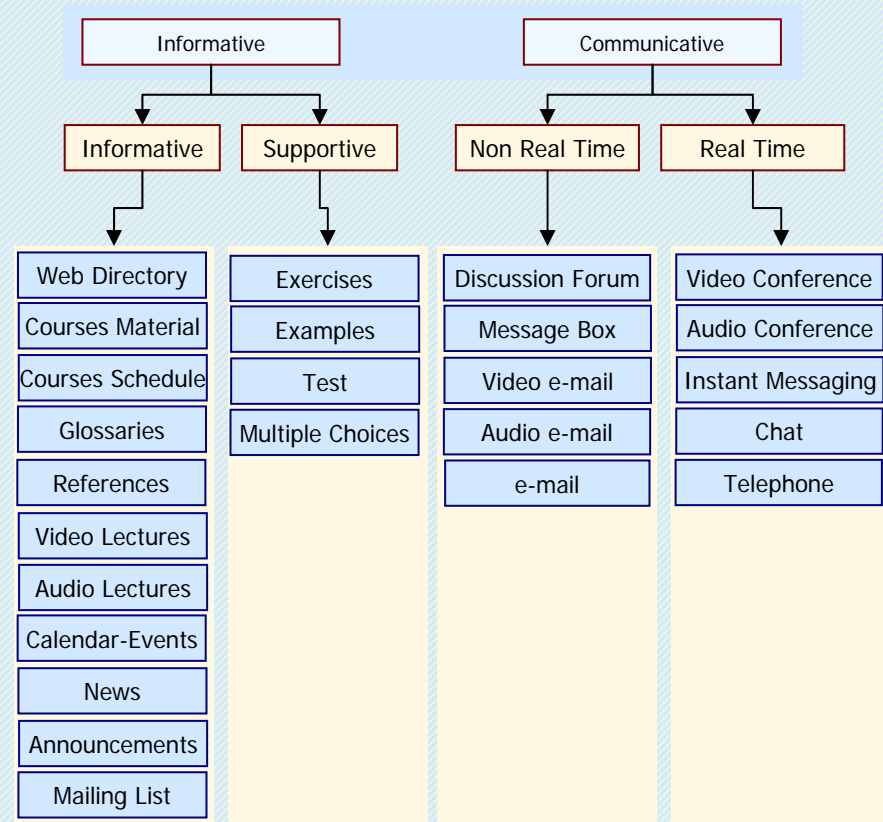 Informative
Communicative
Informative
Supportive
Non Real Time
Real Time
Web Directory
Courses Material
Courses Schedule
Glossaries
References
Video Lectures
Audio Lectures
Calendar-Events
News
Announcements
Mailing List
Exercises
Examples
Test
Multiple Choices
Discussion Forum
Message Box
Video e-mail
Audio e-mail
e-mail
Video Conference
Audio Conference
Instant Messaging
Chat
Telephone